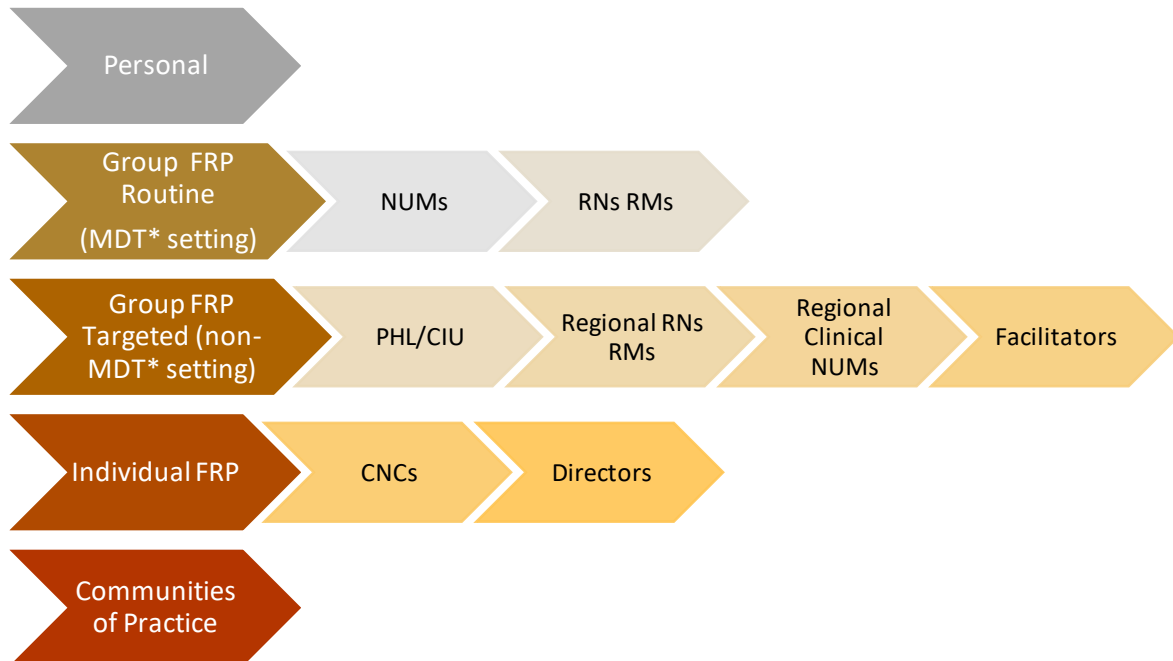 Personal
Group FRP
Routine
(MDT* setting)
NUMs
RNs RMs
Group FRP
Targeted (non-
MDT* setting)
PHL/CIU
Regional RNs
RMs
Regional
Clinical
NUMs
Facilitators
Individual FRP
CNCs
Directors
Communities
of Practice